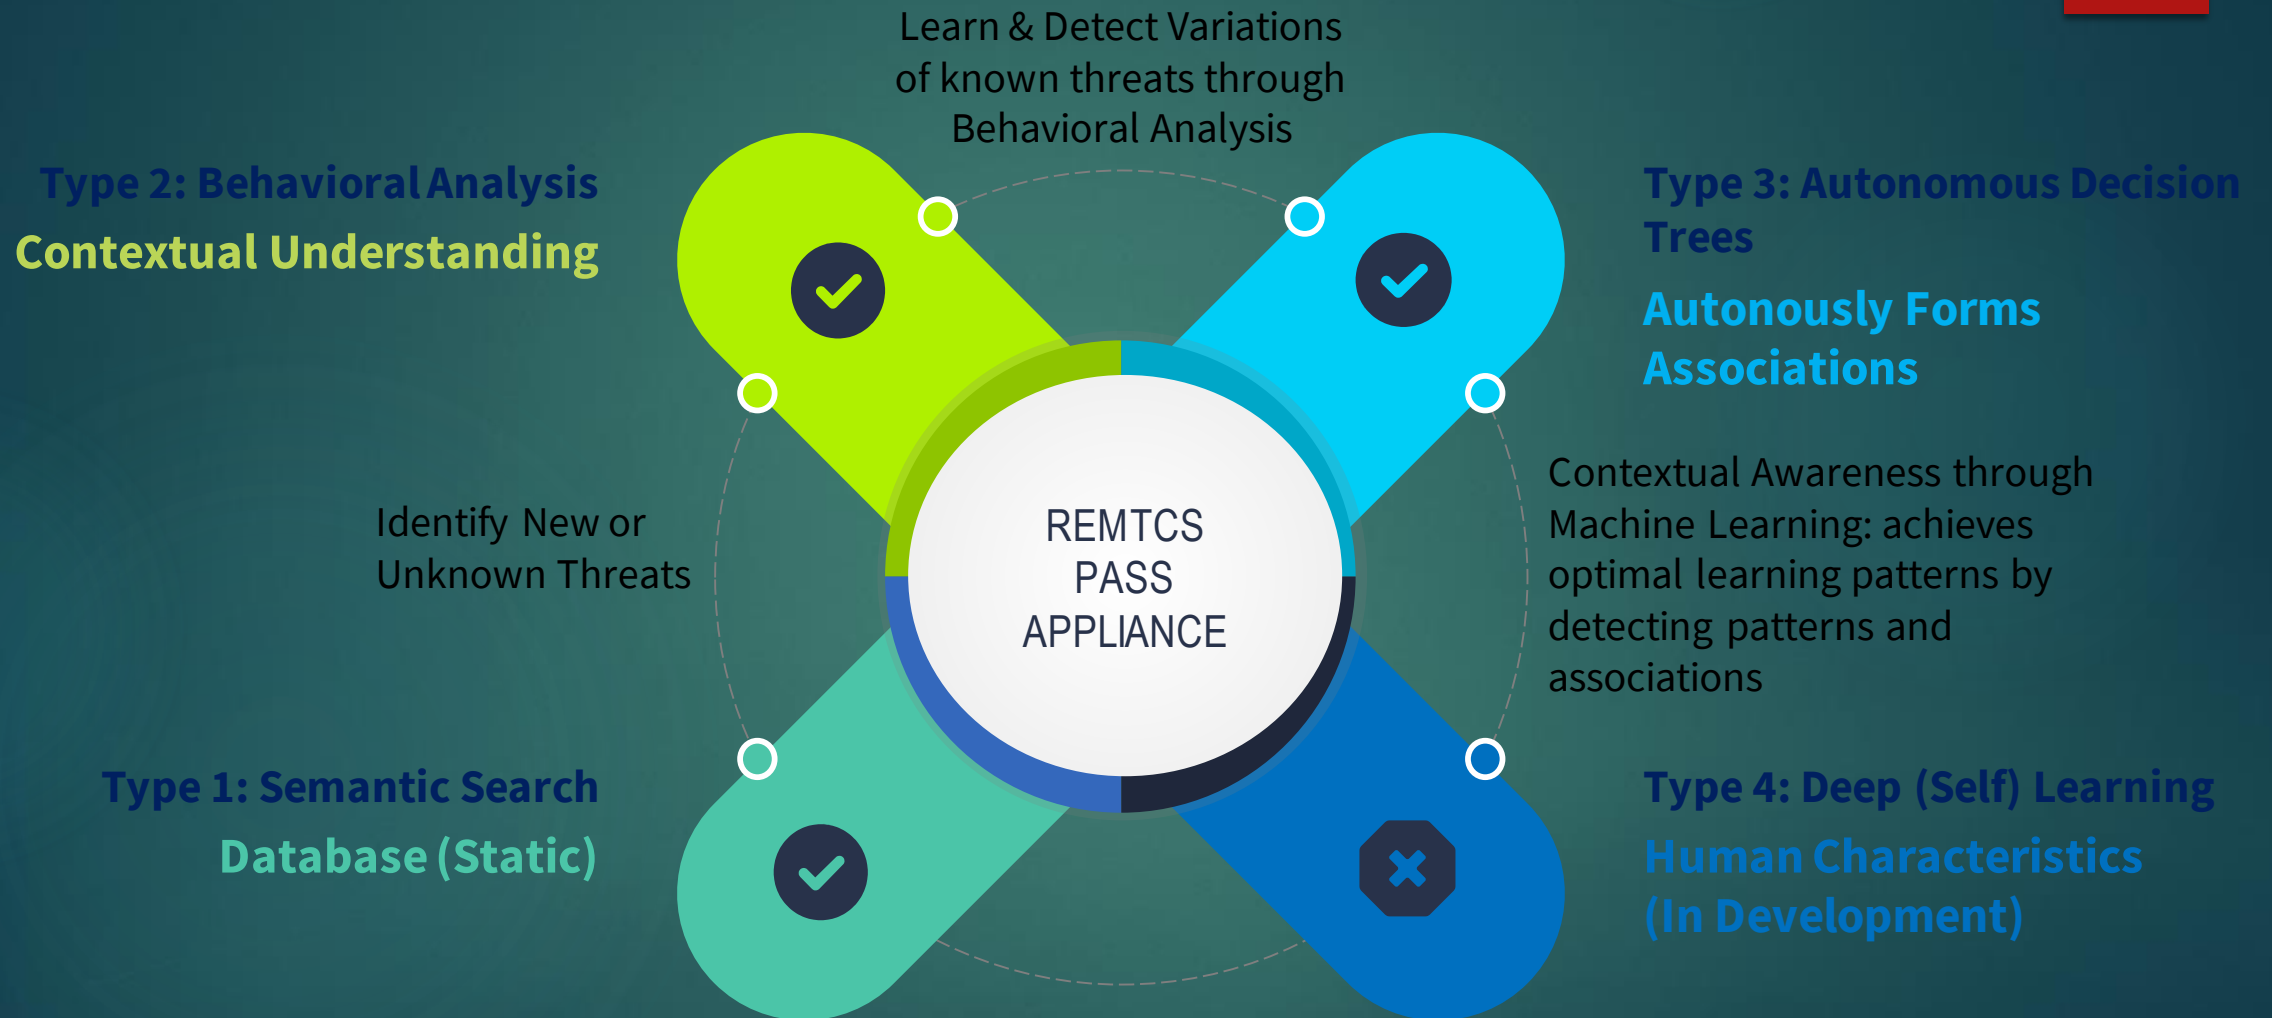 Learn & Detect Variations
of known threats through
Behavioral Analysis
Type 2: Behavioral Analysis
Contextual Understanding
Type 3: Autonomous Decision
Trees
Autonously Forms
Associations
Identify New or
Unknown Threats
REMTCS
PASS
APPLIANCE
Contextual Awareness through
Machine Learning: achieves
optimal learning patterns by
detecting patterns and
associations
Type 1: Semantic Search
Database (Static)
Type 4: Deep (Self) Learning
Human Characteristics
(In Development)